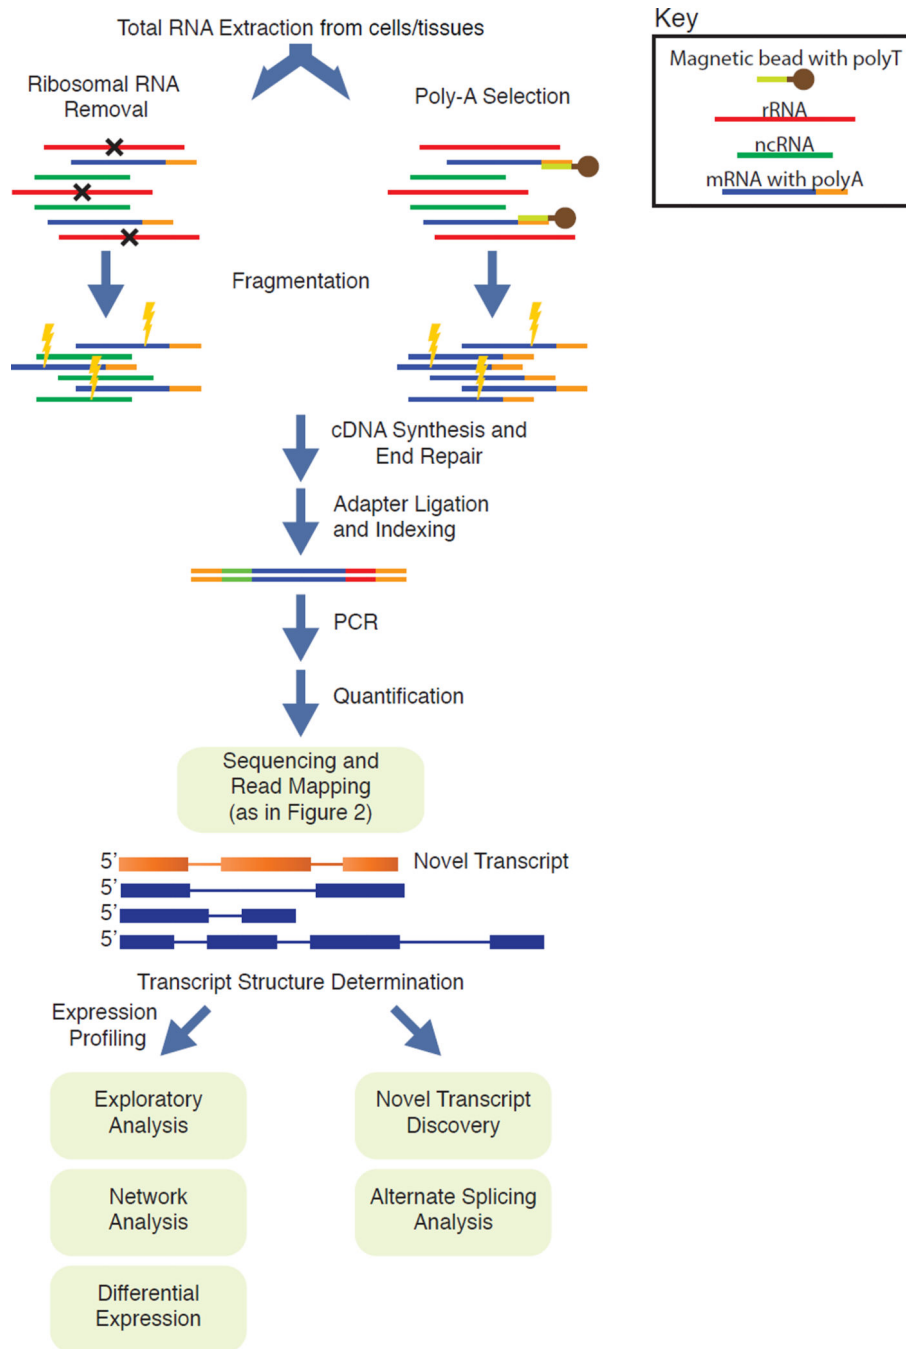 Total RNA Extraction from cells/tissues
Key
Magnetic bead with polyT
rRNA
ncRNA
mRNA with polyA
Ribosomal RNA
Removal
Poly-A Selection
Fragmentation
cDNA Synthesis and
End Repair
Adapter Ligation
and Indexing
PCR
Quantification
Sequencing and
Read Mapping
(as in Figure 2)
5’
Novel Transcript
5’
5’
5’
Transcript Structure Determination
Expression
Profiling
Exploratory
Analysis
Network
Analysis
Differential
Expression
Novel Transcript
Discovery
Alternate Splicing
Analysis